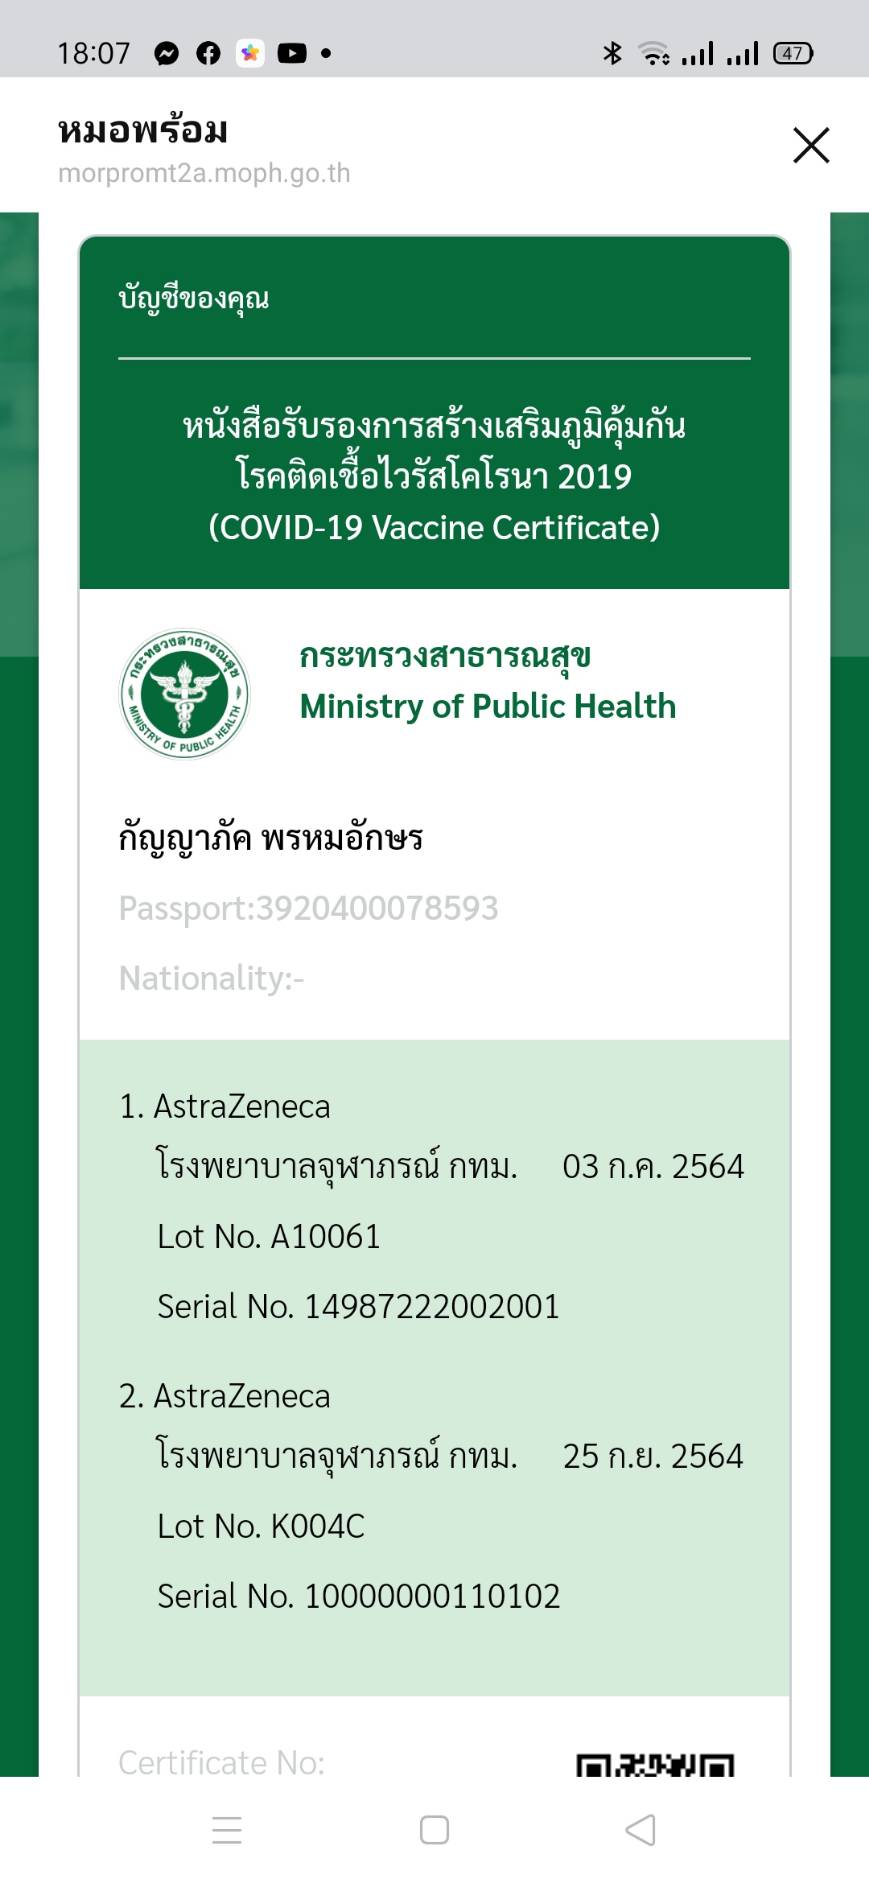 18:07
47
หมอพร้อม
morpromt2a.moph.go.th
บัญชีของคุณ
หนังสือรับรองการสร้างเสริมภูมิคุ้มกัน
โรคติดเชื้อไวรัสโคโรนา 2019
(COVID-19 Vaccine Certificate)
กระทรวงสาธารณสุข
MINISTRY OF PUBLIC HEALTH
กระทรวงสาธารณสุข
Ministry of Public Health
กัญญาภัค พรหมอักษร
Passport:3920400078593
Nationality:-
1. AstraZeneca
โรงพยาบาลจุฬาภรณ์ กทม. 03 ก.ค. 2564
Lot No. A10061
Serial No. 14987222002001
2. AstraZeneca
โรงพยาบาลจุฬาภรณ์ กทม. 25 ก.ย. 2564
Lot No. K004C
Serial No. 10000000110102
Certificate No: